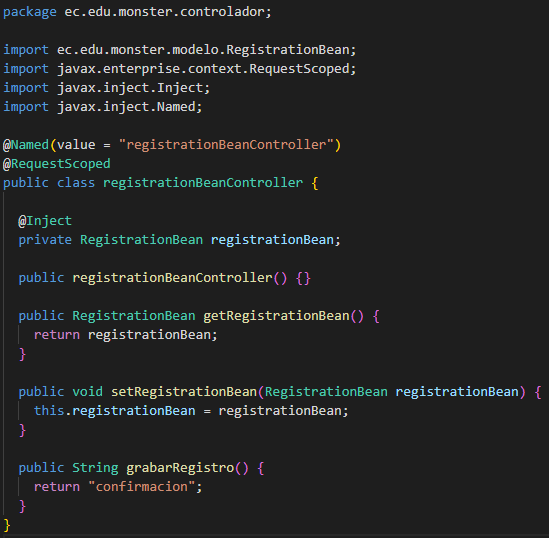 package ec.edu.monster.controlador;
import ec.edu.monster.modelo.RegistrationBean;
import javax.enterprise.context.RequestScoped;
import javax.inject.Inject;
import javax.inject.Named;
@Named(value = "registrationBeanController")
@RequestScoped
public class registrationBeanController {
@Inject
private RegistrationBean registrationBean;
public registrationBeanController() {}
public RegistrationBean getRegistrationBean() {
return registrationBean;
}
public void setRegistrationBean(RegistrationBean registrationBean) {
this.registrationBean = registrationBean;
}
public String grabarRegistro() {
return "confirmacion";
}
}